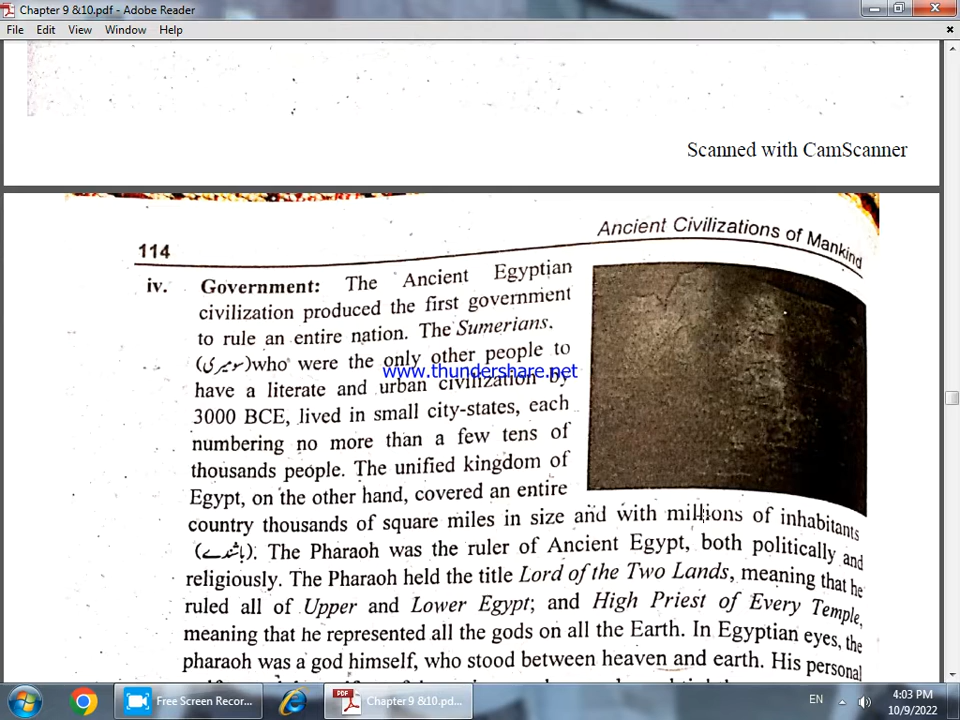 Chapter 9 &10.pdf - Adobe Reader
File Edit View Window Help
Scanned with CamScanner
114
Ancient Civilizations of Mankind
iv. Government: The Ancient Egyptian
civilization produced the first government
to rule an entire nation. The Sumerians.
(سومیری) who were the only other people to
www.thundershare.net
have a literate and urban civilization by
3000 BCE, lived in small city-states, each
numbering no more than a few tens of
thousands people. The unified kingdom of
Egypt, on the other hand, covered an entire
country thousands of square miles in size and with millions of inhabitants
(باشندے). The Pharaoh was the ruler of Ancient Egypt, both politically and
religiously. The Pharaoh held the title Lord of the Two Lands, meaning that he
ruled all of Upper and Lower Egypt; and High Priest of Every Temple,
meaning that he represented all the gods on all the Earth. In Egyptian eyes, the
pharaoh was a god himself, who stood between heaven and earth. His personal
Free Screen Recor...
Chapter 9 &10.pd...
EN
4:03 PM
10/9/2022